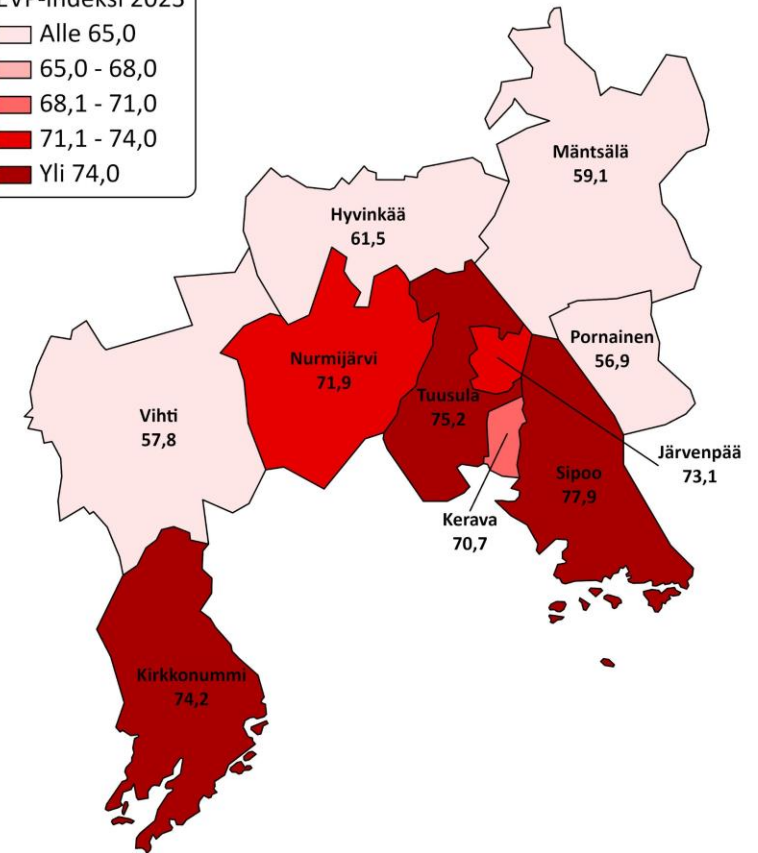 EVP-indeksi 2023
Alle 65,0
65,0 - 68,0
68,1 - 71,0
71,1 - 74,0
Yli 74,0
Mäntsälä
59,1
Hyvinkää
61,5
Pornainen
56,9
Nurmijärvi
71,9
Tuusula
75,2
Vihti
57,8
Järvenpää
73,1
Sipoo
77,9
Kerava
70,7
Kirkkonummi
74,2